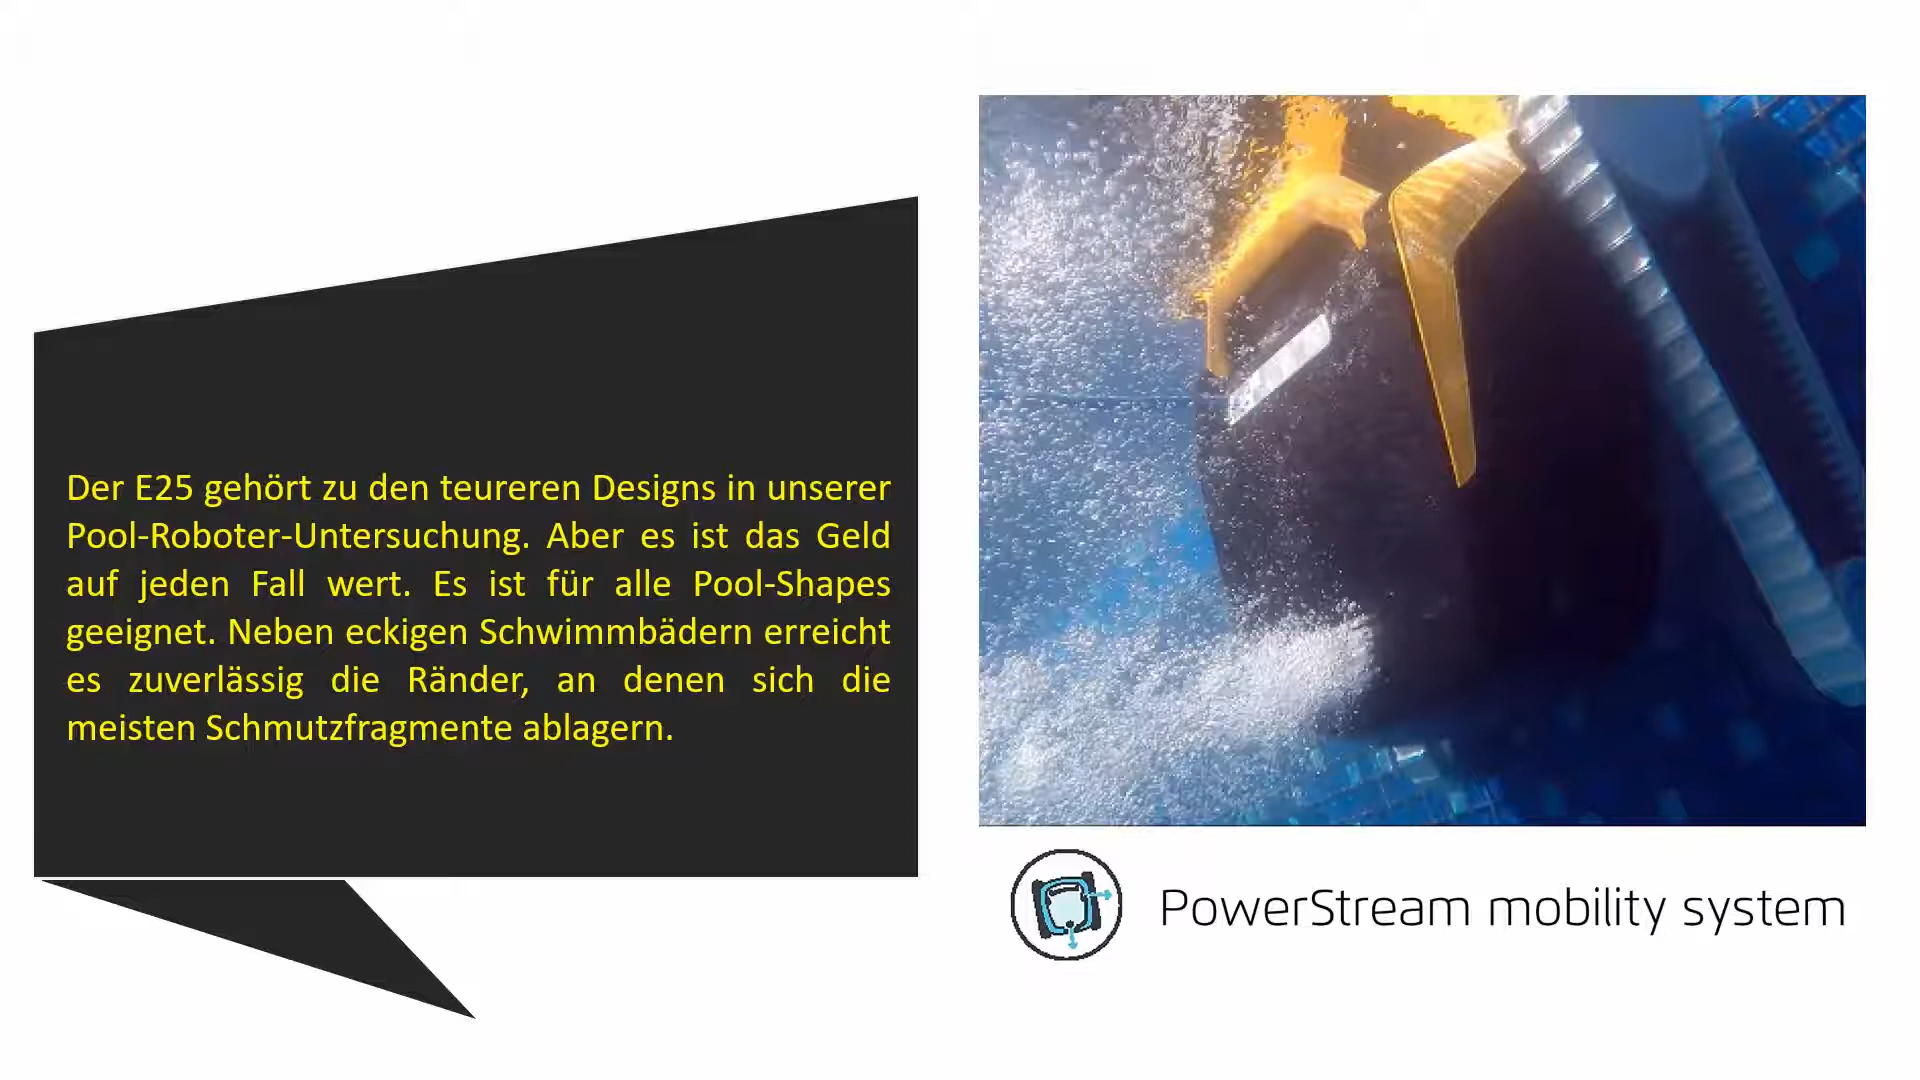 Der E25 gehört zu den teureren Designs in unserer
Pool-Roboter-Untersuchung. Aber es ist das Geld
auf jeden Fall wert. Es ist für alle Pool-Shapes
geeignet. Neben eckigen Schwimmbädern erreicht
es zuverlässig die Ränder, an denen sich die
meisten Schmutzfragmente ablagern.
PowerStream mobility system